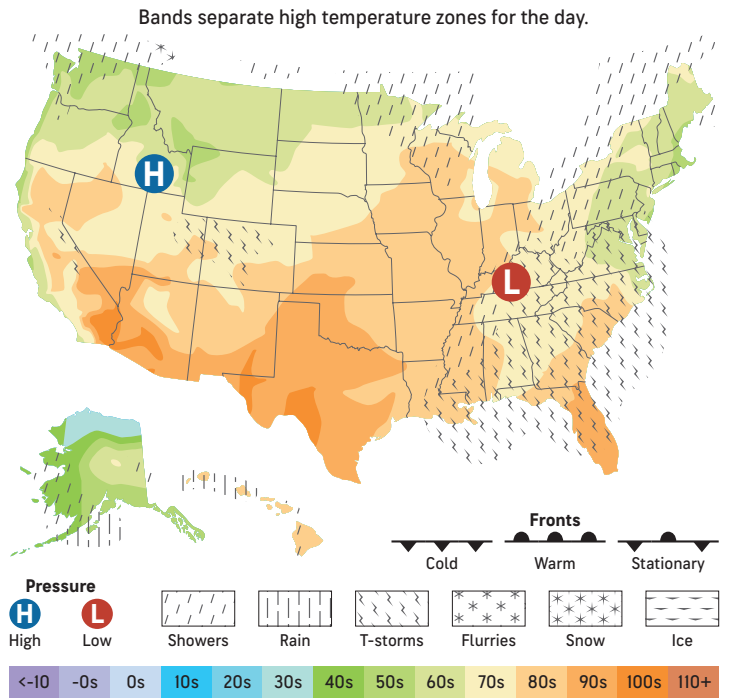 Bands separate high temperature zones for the day.
H
L
Fronts
Cold Warm Stationary
Pressure
H L
High Low Showers Rain T-storms Flurries Snow Ice
<-10 -0s 0s 10s 20s 30s 40s 50s 60s 70s 80s 90s 100s 110+